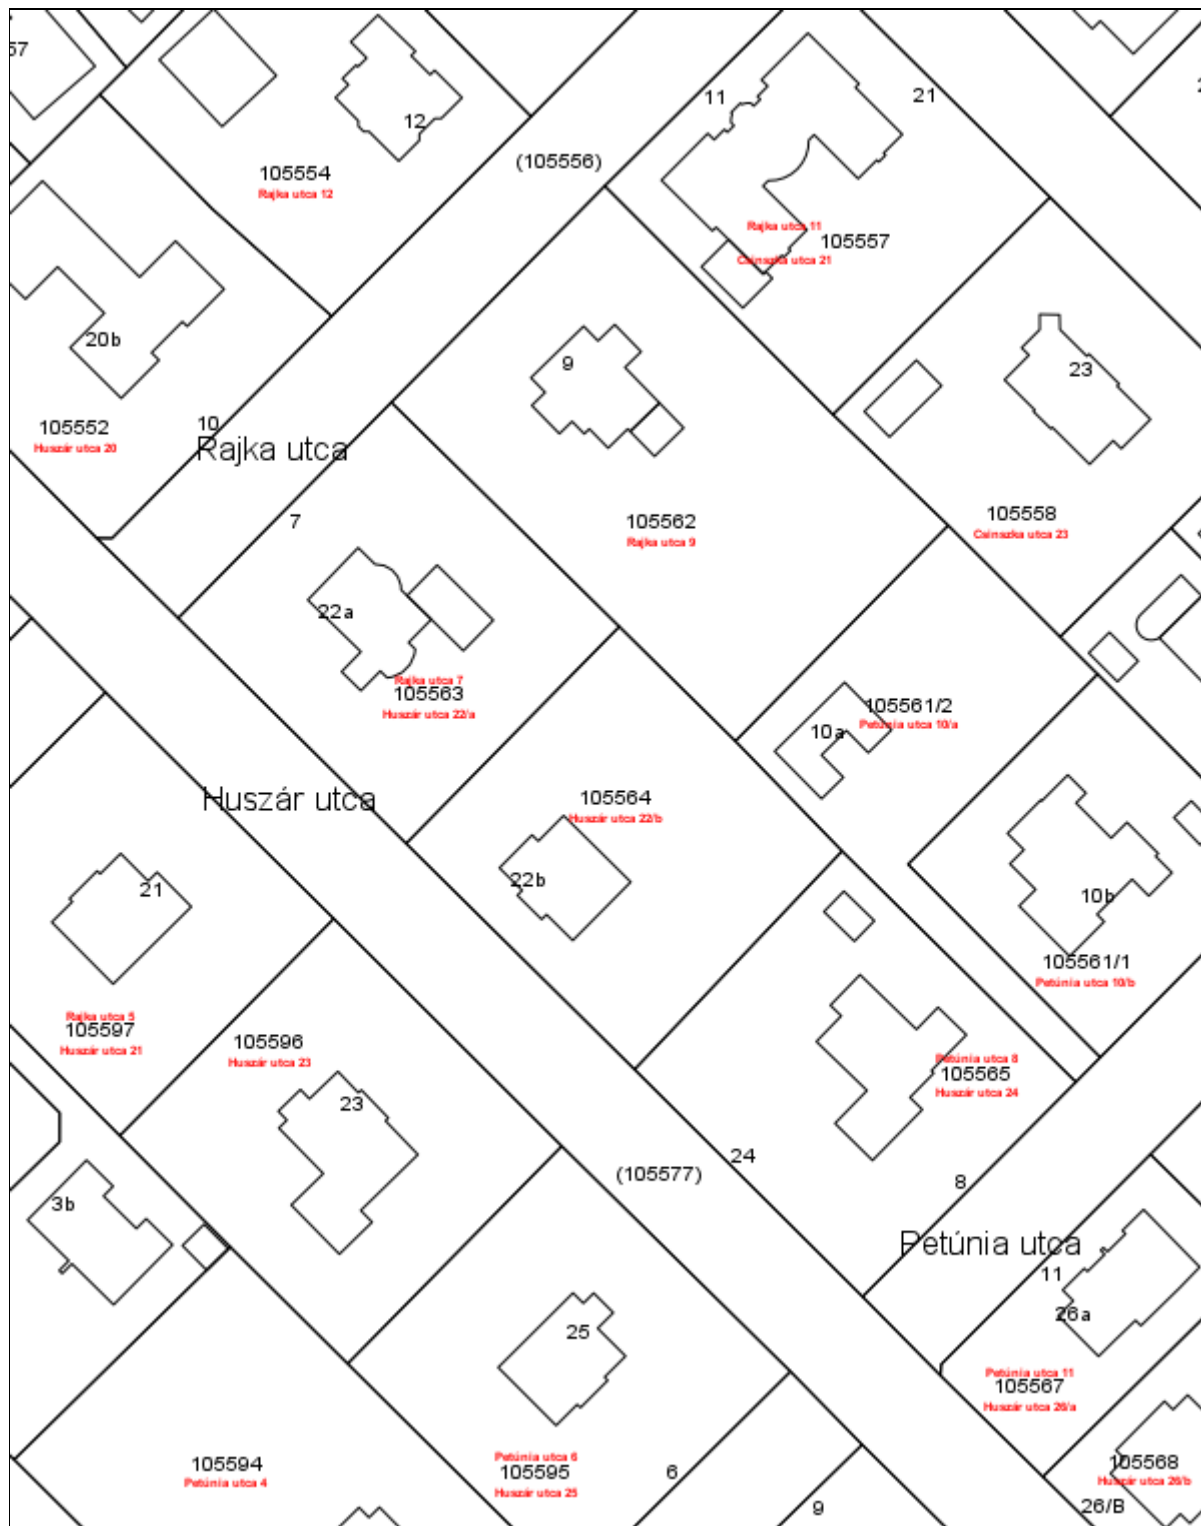 57
12
11
21
(105556)
105554
Rajka utca 12
Rajka utca 11
105557
Csinszka utca 21
20b
9
23
105552
Huszár utca 20
10
Rajka utca
7
105562
Rajka utca 9
105558
Csinszka utca 23
22a
Rajka utca 7
105563
Huszár utca 22/a
105561/2
Petúnia utca 10/a
10a
Huszár utca
105564
Huszár utca 22/b
22b
21
10b
105561/1
Petúnia utca 10/b
Rajka utca 5
105597
Huszár utca 21
105596
Huszár utca 23
Petúnia utca 8
105565
Huszár utca 24
23
24
(105577)
8
3b
Petúnia utca
11
26a
25
Petúnia utca 11
105567
Huszár utca 26/a
105594
Petúnia utca 4
Petúnia utca 6
105595
Huszár utca 25
6
105568
Huszár utca 26/b
9
26/B